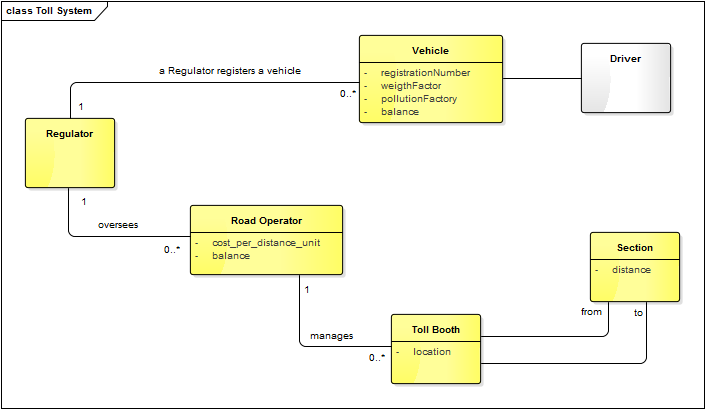 class Toll System
Vehicle
- registrationNumber
- weigthFactor
- pollutionFactory
- balance
Driver
a Regulator registers a vehicle
0..*
1
Regulator
1
oversees
0..*
Road Operator
- cost_per_distance_unit
- balance
Section
- distance
1
from
to
manages
0..*
Toll Booth
- location